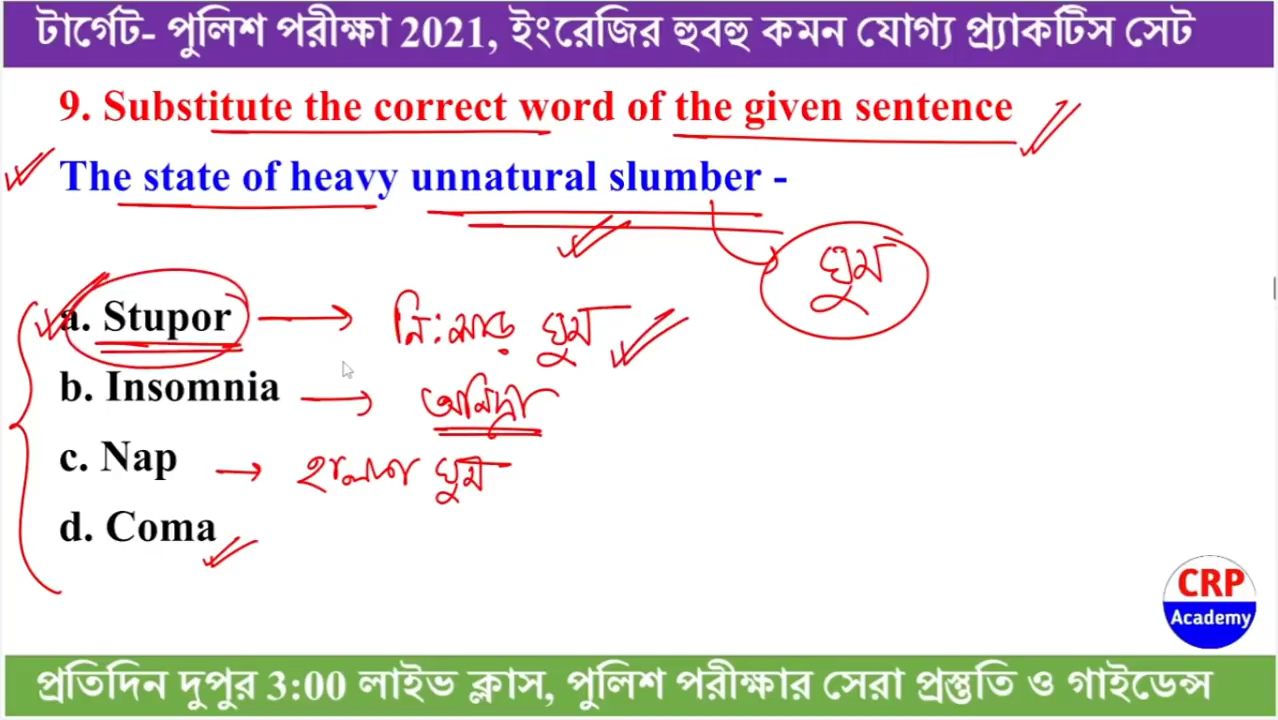 টার্গেট- পুলিশ পরীক্ষা 2021, ইংরেজির হুবহু কমন যোগ্য প্র্যাকটিস সেট
9. Substitute the correct word of the given sentence
The state of heavy unnatural slumber -
ঘুম
a. Stupor → নি:সাড় ঘুম
b. Insomnia → অনিদ্রা
c. Nap → হালকা ঘুম
d. Coma
CRP
Academy
প্রতিদিন দুপুর 3:00 লাইভ ক্লাস, পুলিশ পরীক্ষার সেরা প্রস্তুতি ও গাইডেন্স